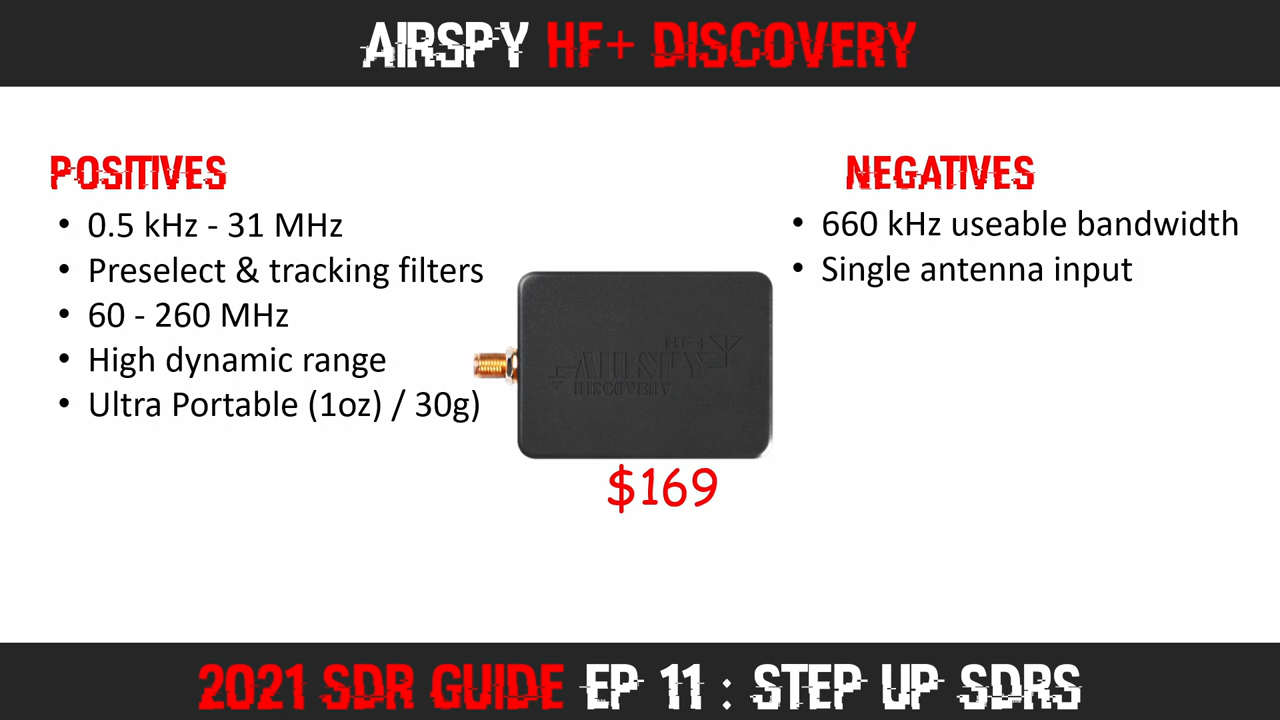 AIRSPY HF+ DISCOVERY
POSITIVES
• 0.5 kHz - 31 MHz
• Preselect & tracking filters
• 60 - 260 MHz
• High dynamic range
• Ultra Portable (1oz) / 30g)
NEGATIVES
• 660 kHz useable bandwidth
• Single antenna input
HF+
AIRSPY
DISCOVERY
$169
2021 SDR GUIDE EP 11 : STEP UP SDRS